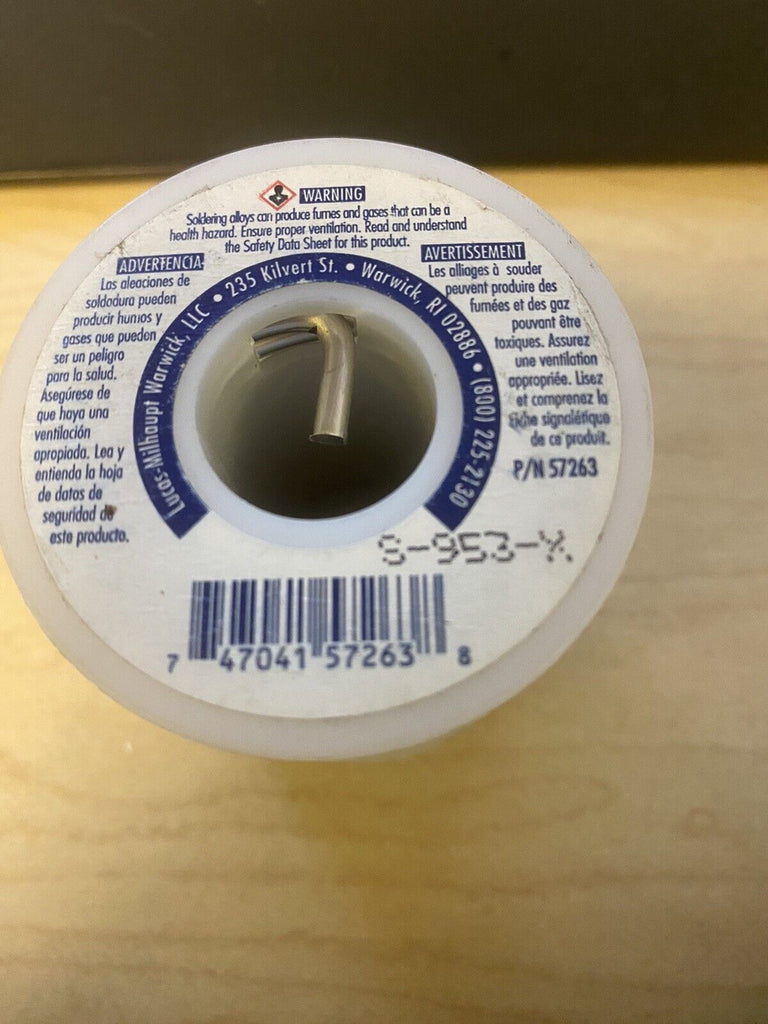 WARNING
Soldering alloys can produce fumes and gases that can be a
health hazard. Ensure proper ventilation. Read and understand
the Safety Data Sheet for this product.
ADVERTENCIA
Las aleaciones de
soldadura pueden
producir humos y
gases que pueden
ser un peligro
para la salud.
Asegúrese de
que haya una
ventilación
apropiada. Lea y
entienda la hoja
de datos de
seguridad de
este producto.
AVERTISSEMENT
Les alliages à souder
peuvent produire des
fumées et des gaz
pouvant être
toxiques. Assurez
une ventilation
appropriée. Lisez
et comprenez la
fiche signalétique
de ce produit.
P/N 57263
Lucas-Milhaupt Warwick, LLC • 235 Kilvert St. • Warwick, RI 02886 • (800) 225-2130
S-953-X
7 47041 57263 8